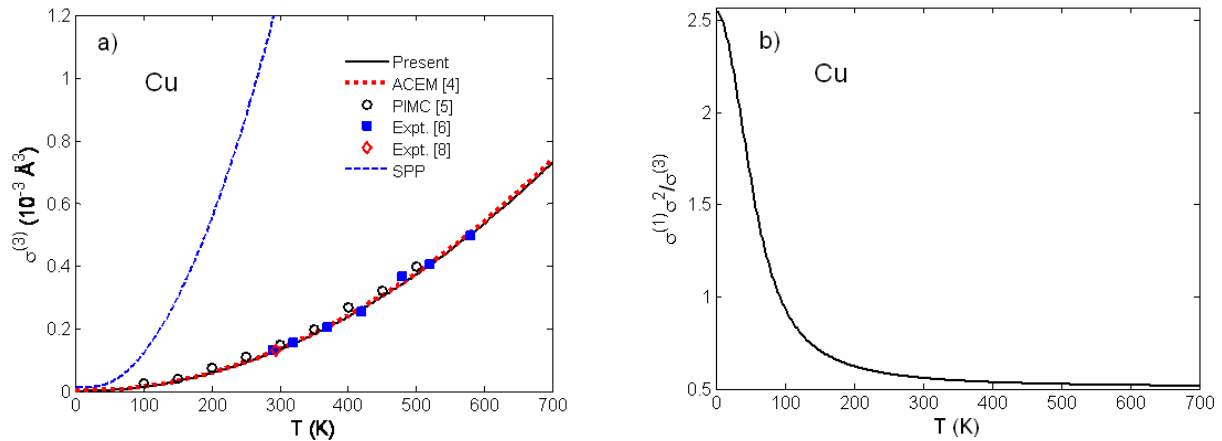 a)
Cu
Present
ACEM [4]
PIMC [5]
Expt. [6]
Expt. [8]
SPP
σ⁽³⁾ (10⁻³ Å³)
1.2
1
0.8
0.6
0.4
0.2
0
0 100 200 300 400 500 600 700
T (K)
b)
Cu
σ⁽¹⁾σ²/σ⁽³⁾
2.5
2
1.5
1
0.5
0 100 200 300 400 500 600 700
T (K)